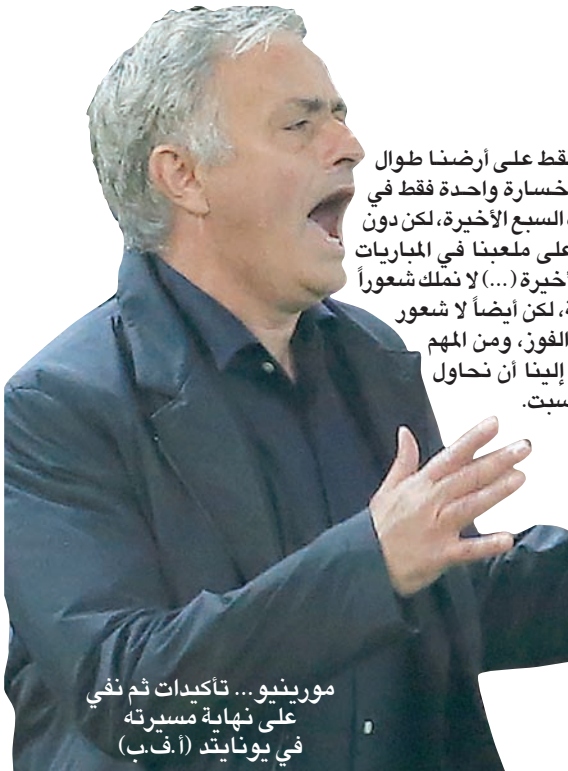 فقط على أرضنا طوال
خسارة واحدة فقط في
السبع الأخيرة، لكن دون
على ملعبنا في المباريات
أخيرة (...) لا نملك شعوراً
، لكن أيضاً لا شعور
الفوز، ومن المهم
إلينا أن نحاول
سبت.
مورينيو... تأكيدات ثم نفي
على نهاية مسيرته
في يونايتد (أ.ف.ب)